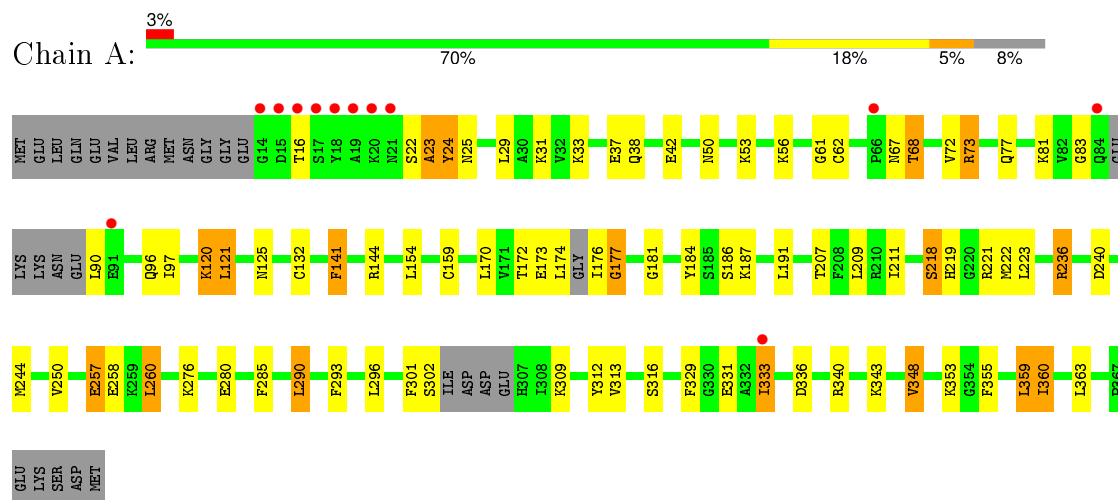 3%
Chain A:
70% 18% 5% 8%
MET GLU LEU GLN GLU VAL LEU ARG MET ASN GLY GLY GLU G14 D15 T16 S17 Y18 A19 K20 N21 S22 A23 Y24 N25 L29 A30 K31 V32 K33 E37 Q38 E42 N50 K53 K56 G61 C62 P66 N67 T68 V72 R73 Q77 K81 V82 G83 Q84 GLU
LYS LYS ASN GLU L90 E91 Q96 I97 K120 L121 N125 C132 F141 R144 L154 C159 L170 V171 T172 E173 L174 GLY I176 G177 G181 Y184 S185 S186 K187 L191 T207 F208 L209 R210 I211 S218 H219 G220 R221 M222 L223 R236 D240
M244 V250 E257 E258 K259 L260 K276 E280 F285 L290 F293 L296 F301 S302 ILE ASP ASP GLU H307 I308 K309 Y312 V313 S316 F329 G330 E331 A332 I333 D336 R340 K343 V348 K353 G354 F355 L359 I360 L363
GLU LYS SER ASP MET